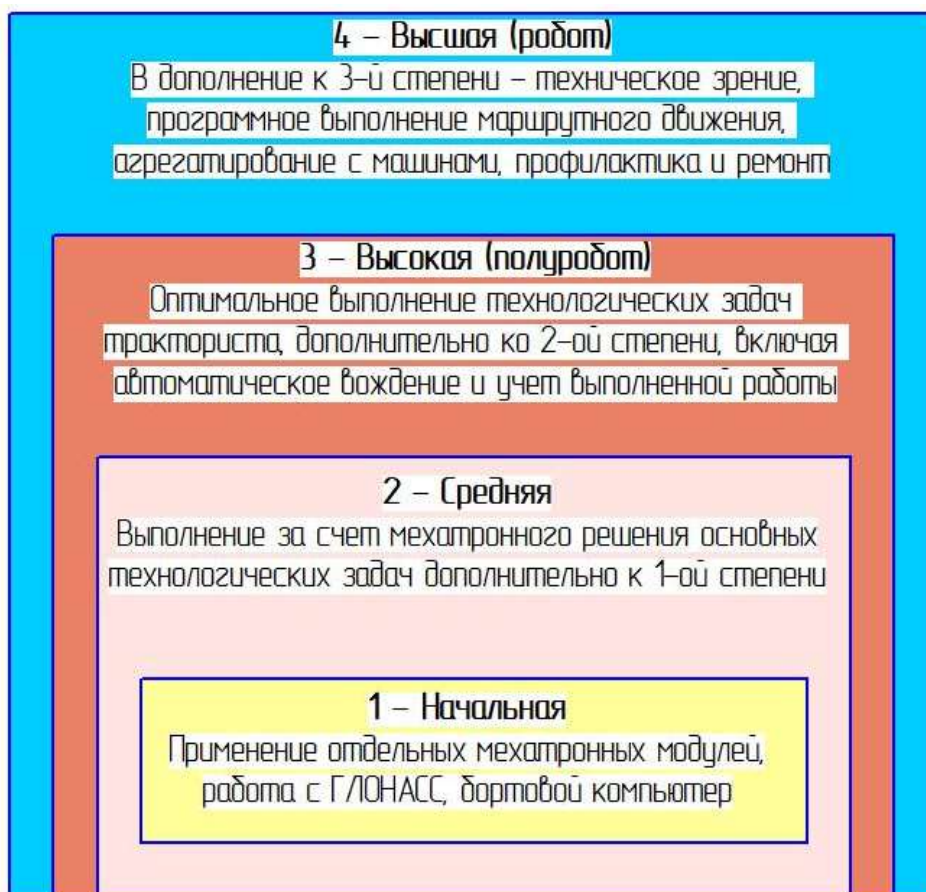 4 – Высшая (робот)
В дополнение к 3-й степени – техническое зрение,
программное выполнение маршрутного движения,
агрегатирование с машинами, профилактика и ремонт
3 – Высокая (полуробот)
Оптимальное выполнение технологических задач
тракториста, дополнительно ко 2-ой степени, включая
автоматическое вождение и учет выполненной работы
2 – Средняя
Выполнение за счет мехатронного решения основных
технологических задач дополнительно к 1-ой степени
1 – Начальная
Применение отдельных мехатронных модулей,
работа с ГЛОНАСС, бортовой компьютер